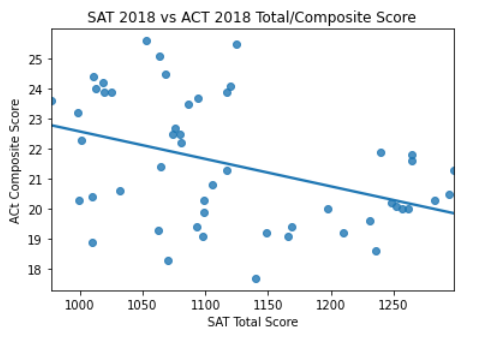 SAT 2018 vs ACT 2018 Total/Composite Score
25
24
23
22
21
20
19
18
ACt Composite Score
1000 1050 1100 1150 1200 1250
SAT Total Score